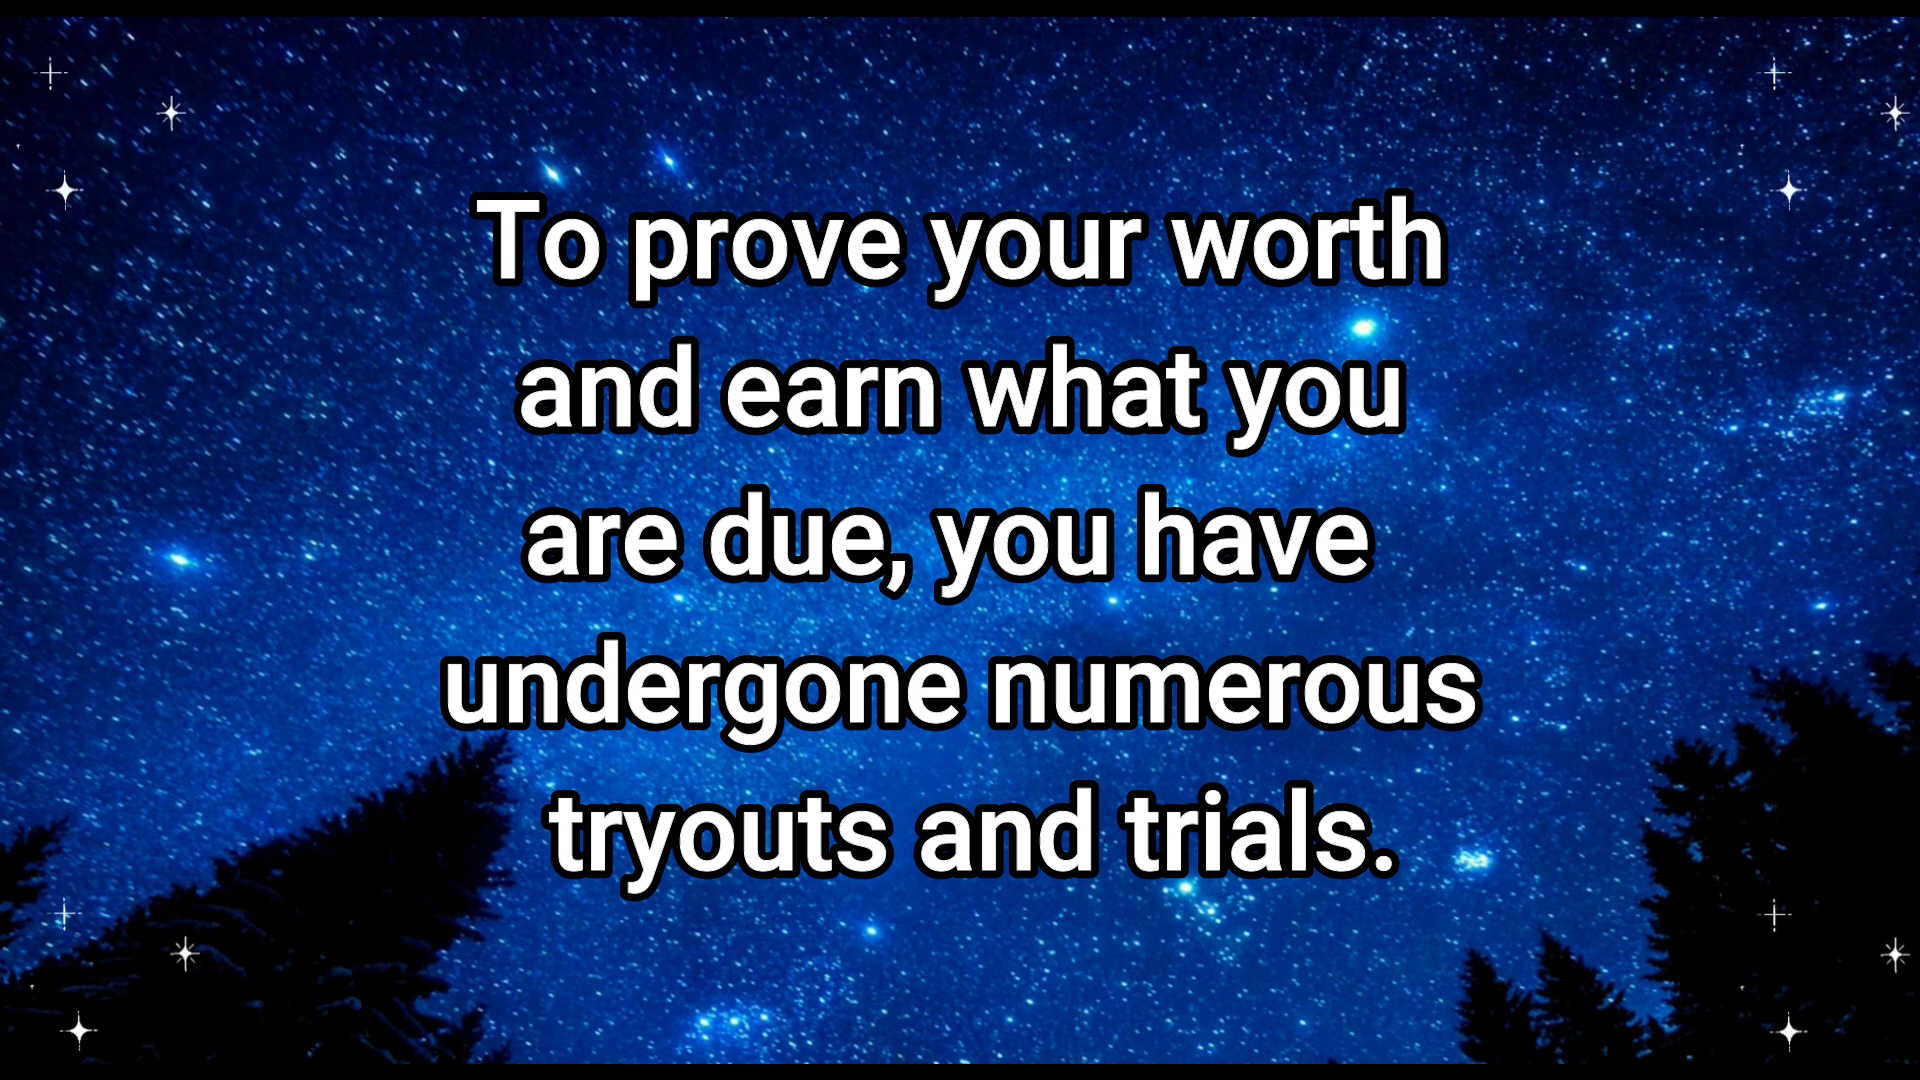 To prove your worth
and earn what you
are due, you have
undergone numerous
tryouts and trials.